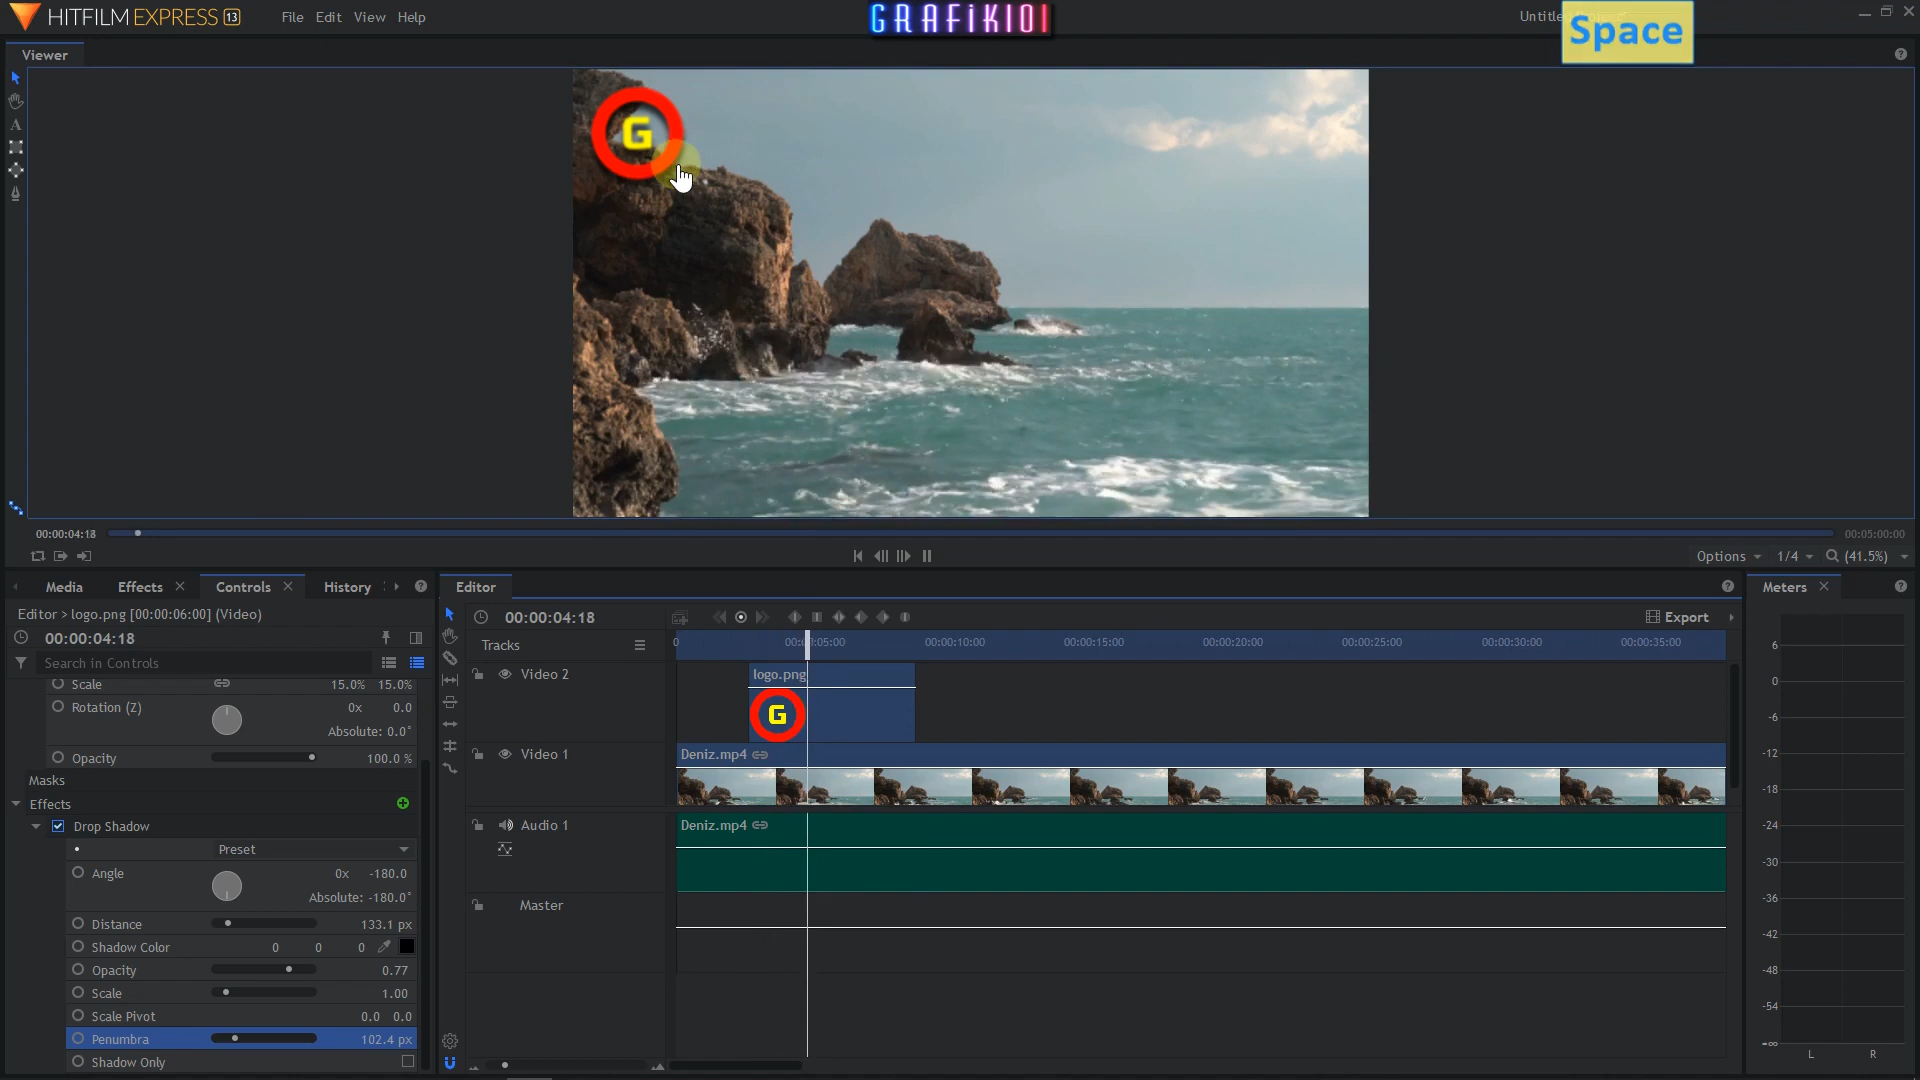 HITFILM EXPRESS 13
File Edit View Help
GRAFiK101
Space
Viewer
G
00:00:04:18
00:05:00:00
Options
1/4
(41.5%)
Media
Effects
Controls
History
Editor > logo.png [00:00:06:00] (Video)
00:00:04:18
Search in Controls
Scale 15.0% 15.0%
Rotation (Z) 0x 0.0
Absolute: 0.0°
Opacity 100.0 %
Masks
Effects
Drop Shadow
Preset
Angle 0x -180.0
Absolute: -180.0°
Distance 133.1 px
Shadow Color 0 0 0
Opacity 0.77
Scale 1.00
Scale Pivot 0.0 0.0
Penumbra 102.4 px
Shadow Only
Editor
00:00:04:18
Export
Tracks
0 00:00:10:00 00:00:15:00 00:00:20:00 00:00:25:00 00:00:30:00 00:00:35:00
Video 2
logo.png
G
Video 1
Deniz.mp4
Audio 1
Deniz.mp4
Master
Meters
6
0
-6
-12
-18
-24
-30
-36
-42
-48
-54
-∞
L R